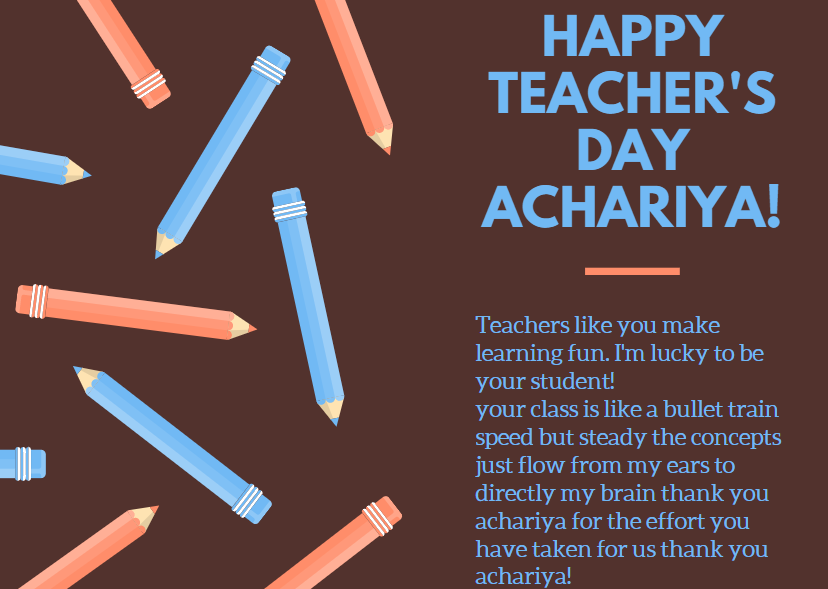 HAPPY
TEACHER'S
DAY
ACHARIYA!
Teachers like you make
learning fun. I'm lucky to be
your student!
your class is like a bullet train
speed but steady the concepts
just flow from my ears to
directly my brain thank you
achariya for the effort you
have taken for us thank you
achariya!